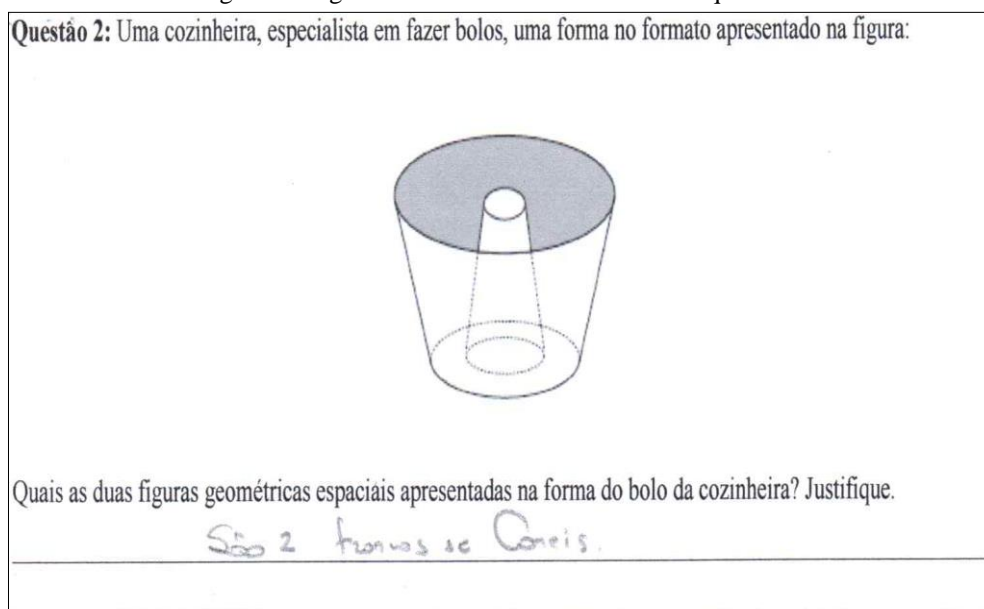 Questão 2: Uma cozinheira, especialista em fazer bolos, uma forma no formato apresentado na figura:
Quais as duas figuras geométricas espaciais apresentadas na forma do bolo da cozinheira? Justifique.
São 2 troncos de Coneis.